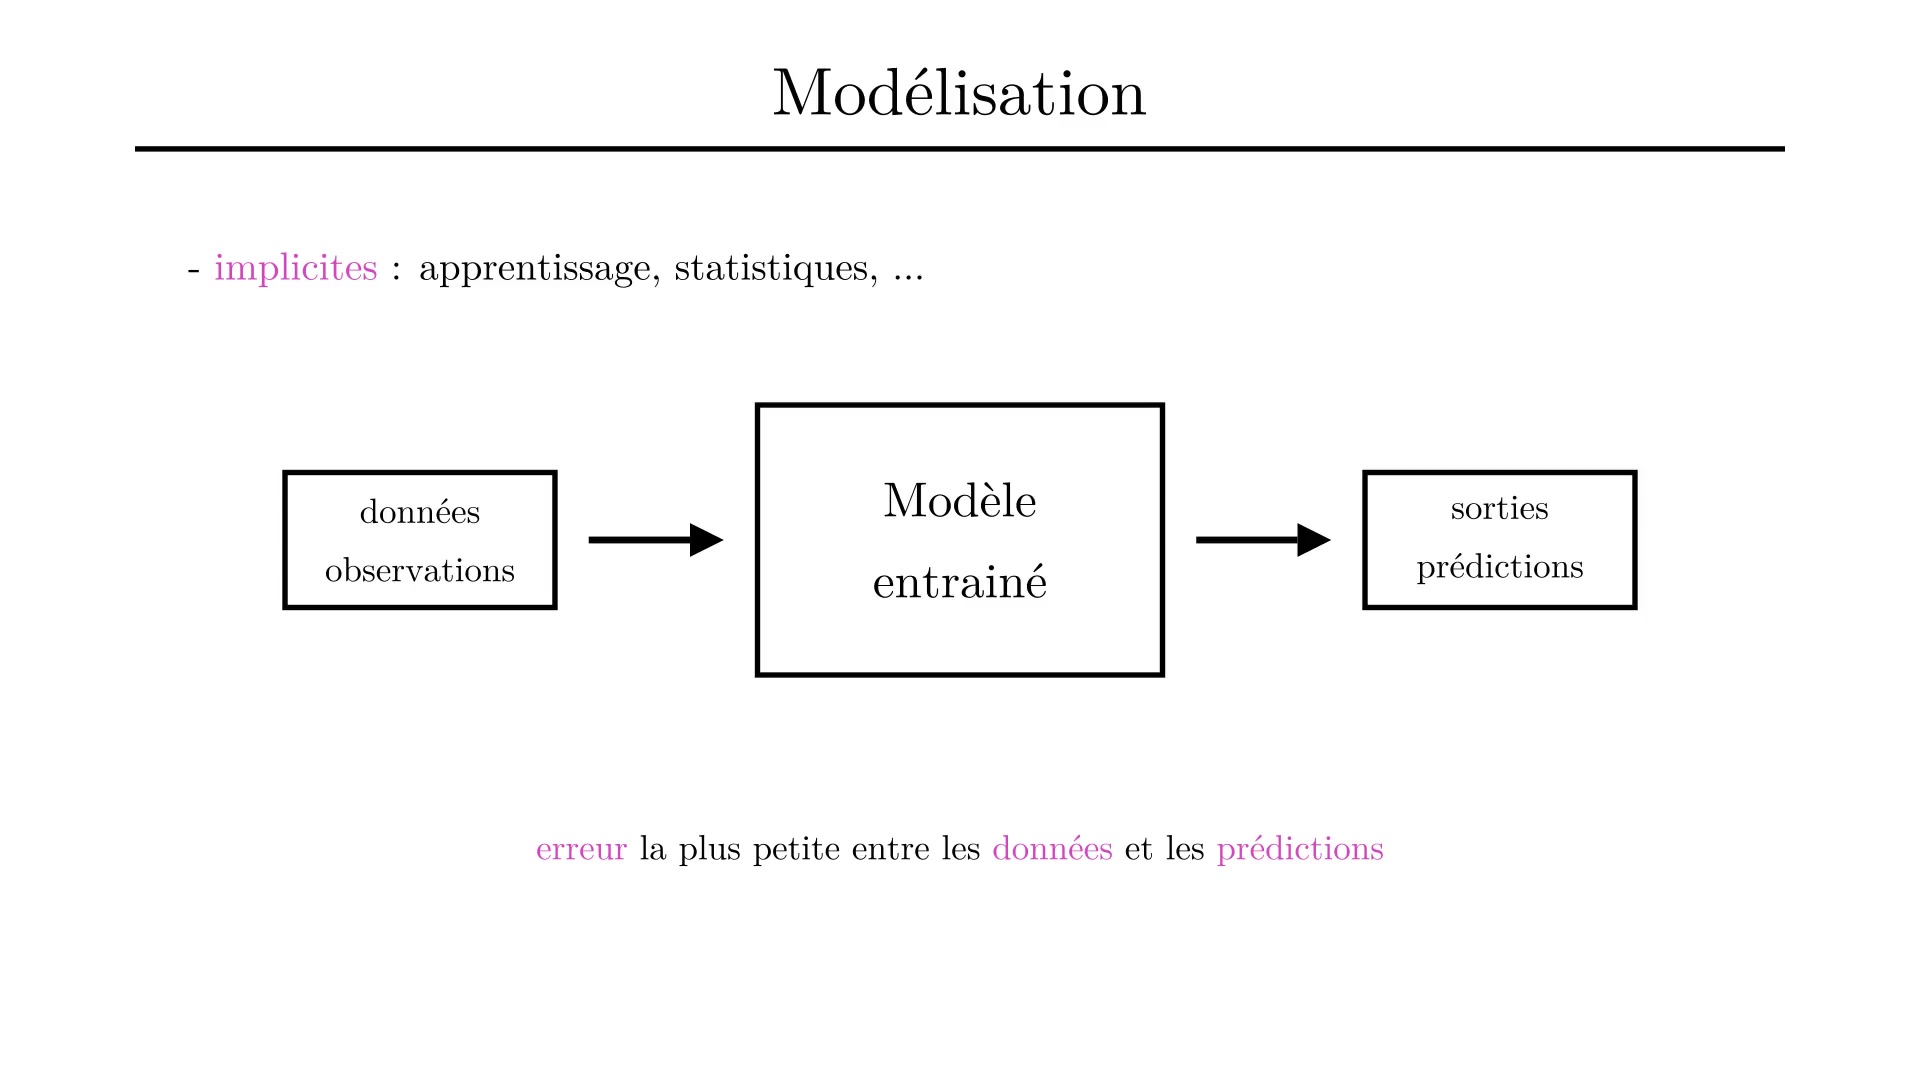 Modélisation
- implicites : apprentissage, statistiques, ...
données
observations
Modèle
entrainé
sorties
prédictions
erreur la plus petite entre les données et les prédictions